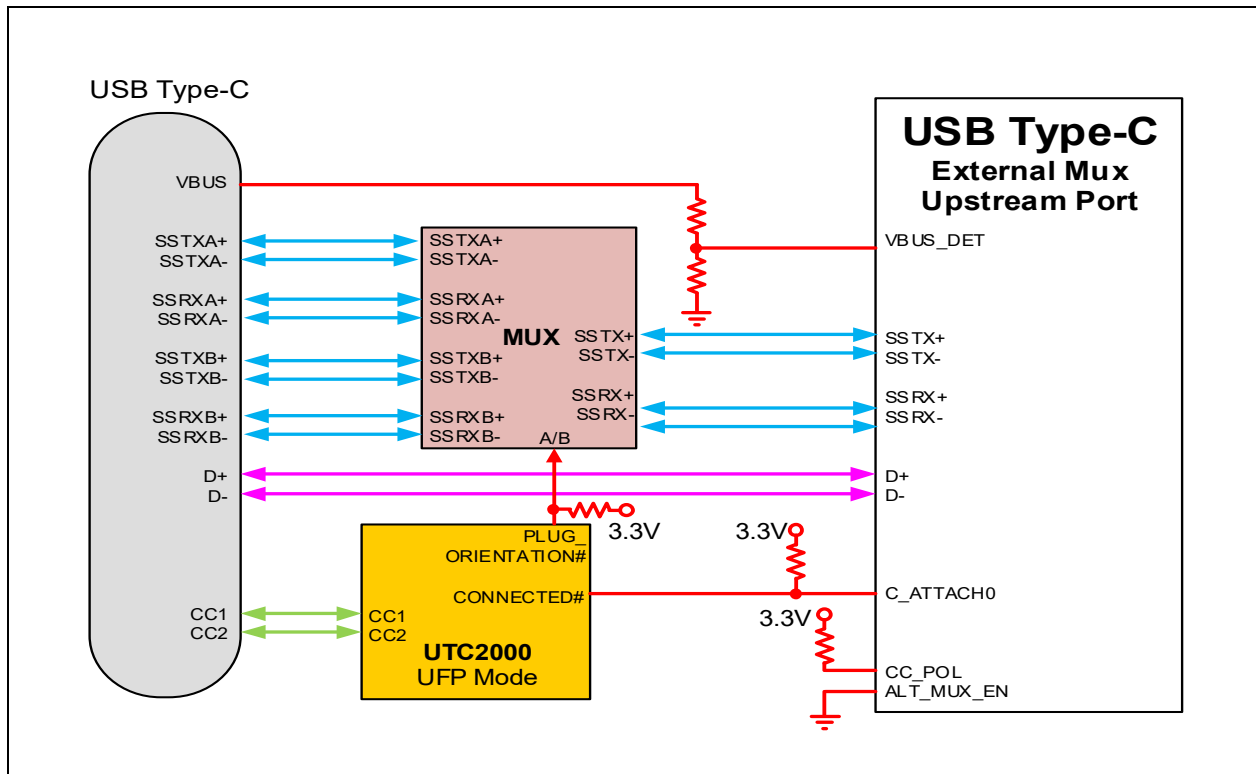 USB Type-C
VBUS
SSTXA+
SSTXA-
SSRXA+
SSRXA-
SSTXB+
SSTXB-
SSRXB+
SSRXB-
D+
D-
CC1
CC2
SSTXA+
SSTXA-
SSRXA+
SSRXA-
SSTXB+
SSTXB-
SSRXB+
SSRXB-
MUX
SSTX+
SSTX-
SSRX+
SSRX-
A/B
3.3V
PLUG_
ORIENTATION#
CONNECTED#
CC1
CC2
UTC2000
UFP Mode
3.3V
3.3V
USB Type-C
External Mux
Upstream Port
VBUS_DET
SSTX+
SSTX-
SSRX+
SSRX-
D+
D-
C_ATTACH0
CC_POL
ALT_MUX_EN